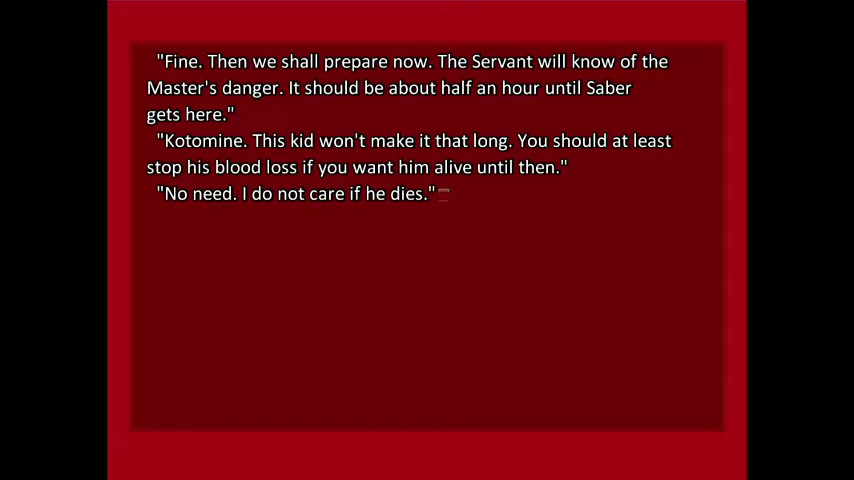 "Fine. Then we shall prepare now. The Servant will know of the
Master's danger. It should be about half an hour until Saber
gets here."
"Kotomine. This kid won't make it that long. You should at least
stop his blood loss if you want him alive until then."
"No need. I do not care if he dies."